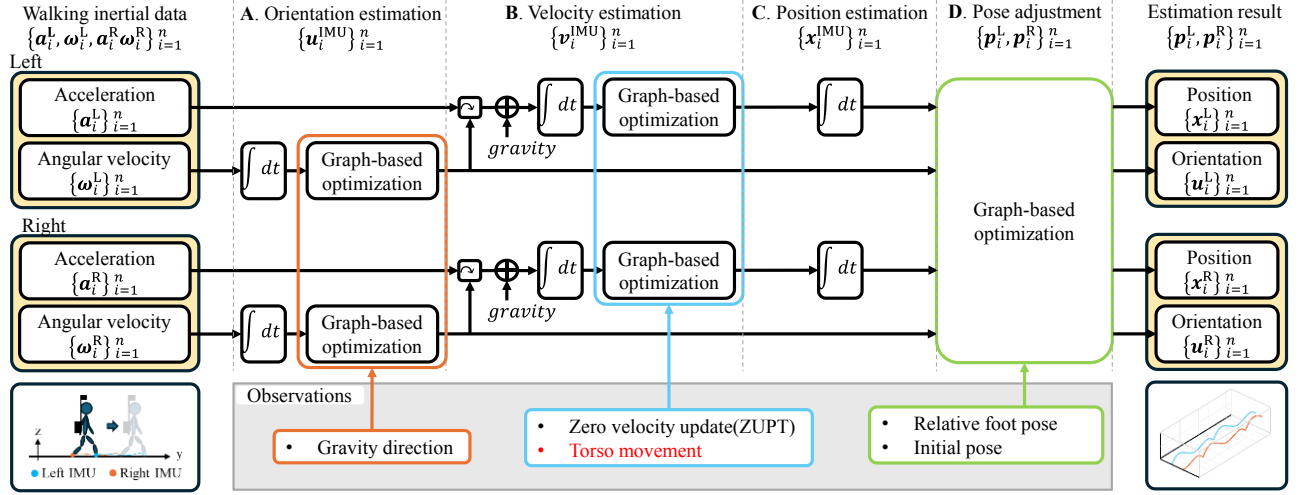 Walking inertial data
{a_i^L, ω_i^L, a_i^R ω_i^R}_{i=1}^n
A. Orientation estimation
{u_i^IMU}_{i=1}^n
B. Velocity estimation
{v_i^IMU}_{i=1}^n
C. Position estimation
{x_i^IMU}_{i=1}^n
D. Pose adjustment
{p_i^L, p_i^R}_{i=1}^n
Estimation result
{p_i^L, p_i^R}_{i=1}^n
Left
Acceleration
{a_i^L}_{i=1}^n
Angular velocity
{ω_i^L}_{i=1}^n
∫ dt
Graph-based
optimization
gravity
∫ dt
Graph-based
optimization
∫ dt
Position
{x_i^L}_{i=1}^n
Orientation
{u_i^L}_{i=1}^n
Graph-based
optimization
Right
Acceleration
{a_i^R}_{i=1}^n
Angular velocity
{ω_i^R}_{i=1}^n
∫ dt
Graph-based
optimization
gravity
∫ dt
Graph-based
optimization
∫ dt
Position
{x_i^R}_{i=1}^n
Orientation
{u_i^R}_{i=1}^n
Observations
• Gravity direction
• Zero velocity update(ZUPT)
• Torso movement
• Relative foot pose
• Initial pose
z
y
Left IMU
Right IMU